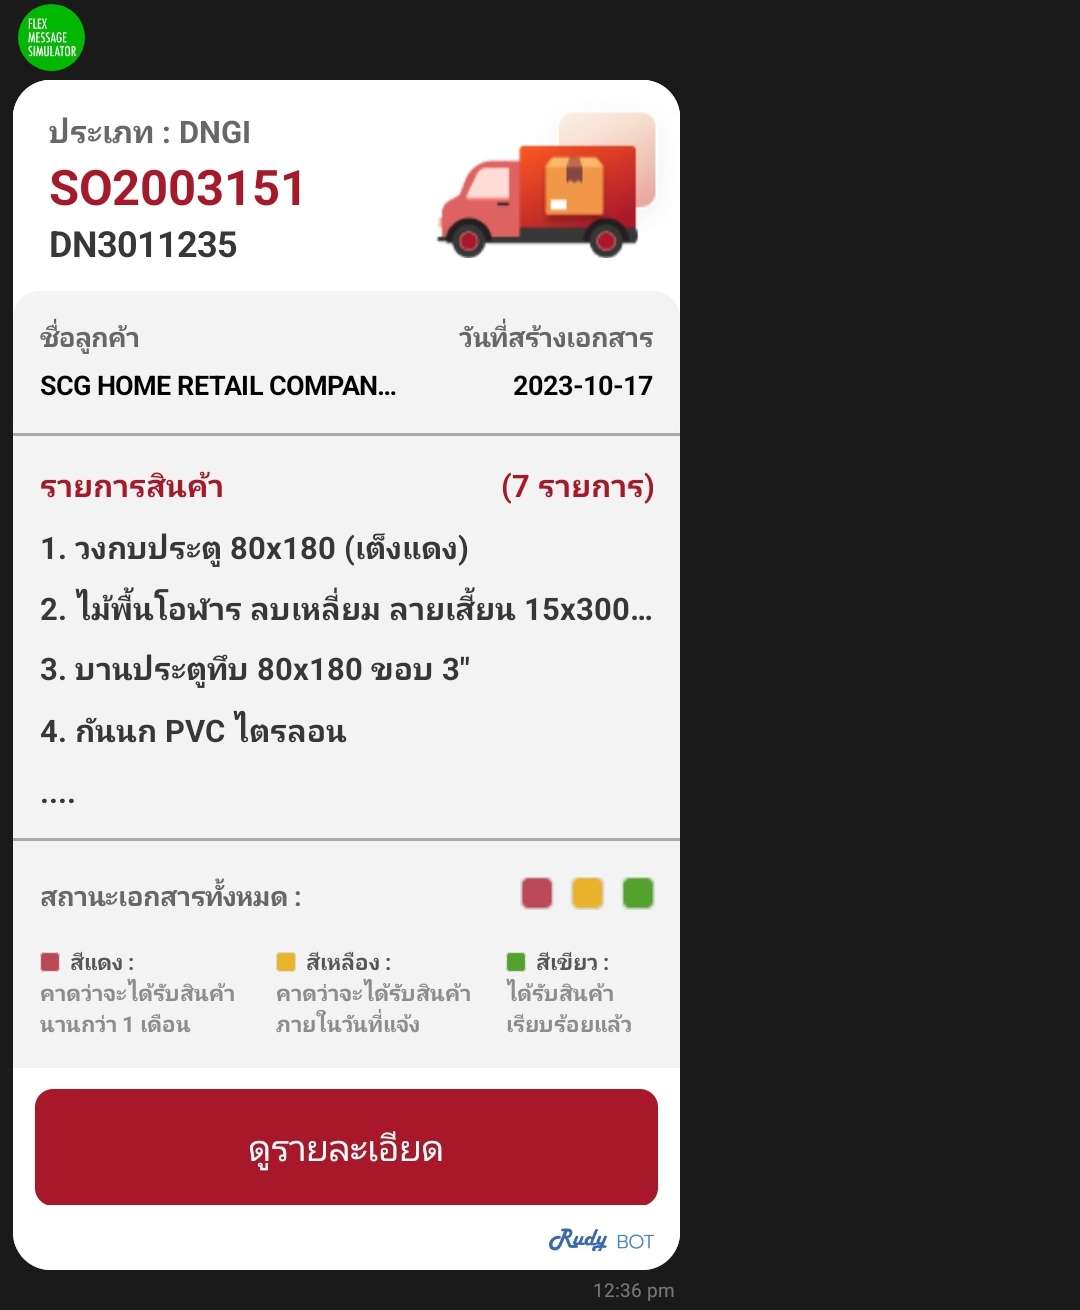 FLEX
MESSAGE
SIMULATOR
ประเภท : DNGI
SO2003151
DN3011235
ชื่อลูกค้า วันที่สร้างเอกสาร
SCG HOME RETAIL COMPAN... 2023-10-17
รายการสินค้า (7 รายการ)
1. วงกบประตู 80x180 (เต็งแดง)
2. ไม้พื้นโอฬาร ลบเหลี่ยม ลายเสี้ยน 15x300...
3. บานประตูทึบ 80x180 ขอบ 3"
4. กันนก PVC ไตรลอน
....
สถานะเอกสารทั้งหมด :
สีแดง :
คาดว่าจะได้รับสินค้า
นานกว่า 1 เดือน
สีเหลือง :
คาดว่าจะได้รับสินค้า
ภายในวันที่แจ้ง
สีเขียว :
ได้รับสินค้า
เรียบร้อยแล้ว
ดูรายละเอียด
Rudy BOT
12:36 pm